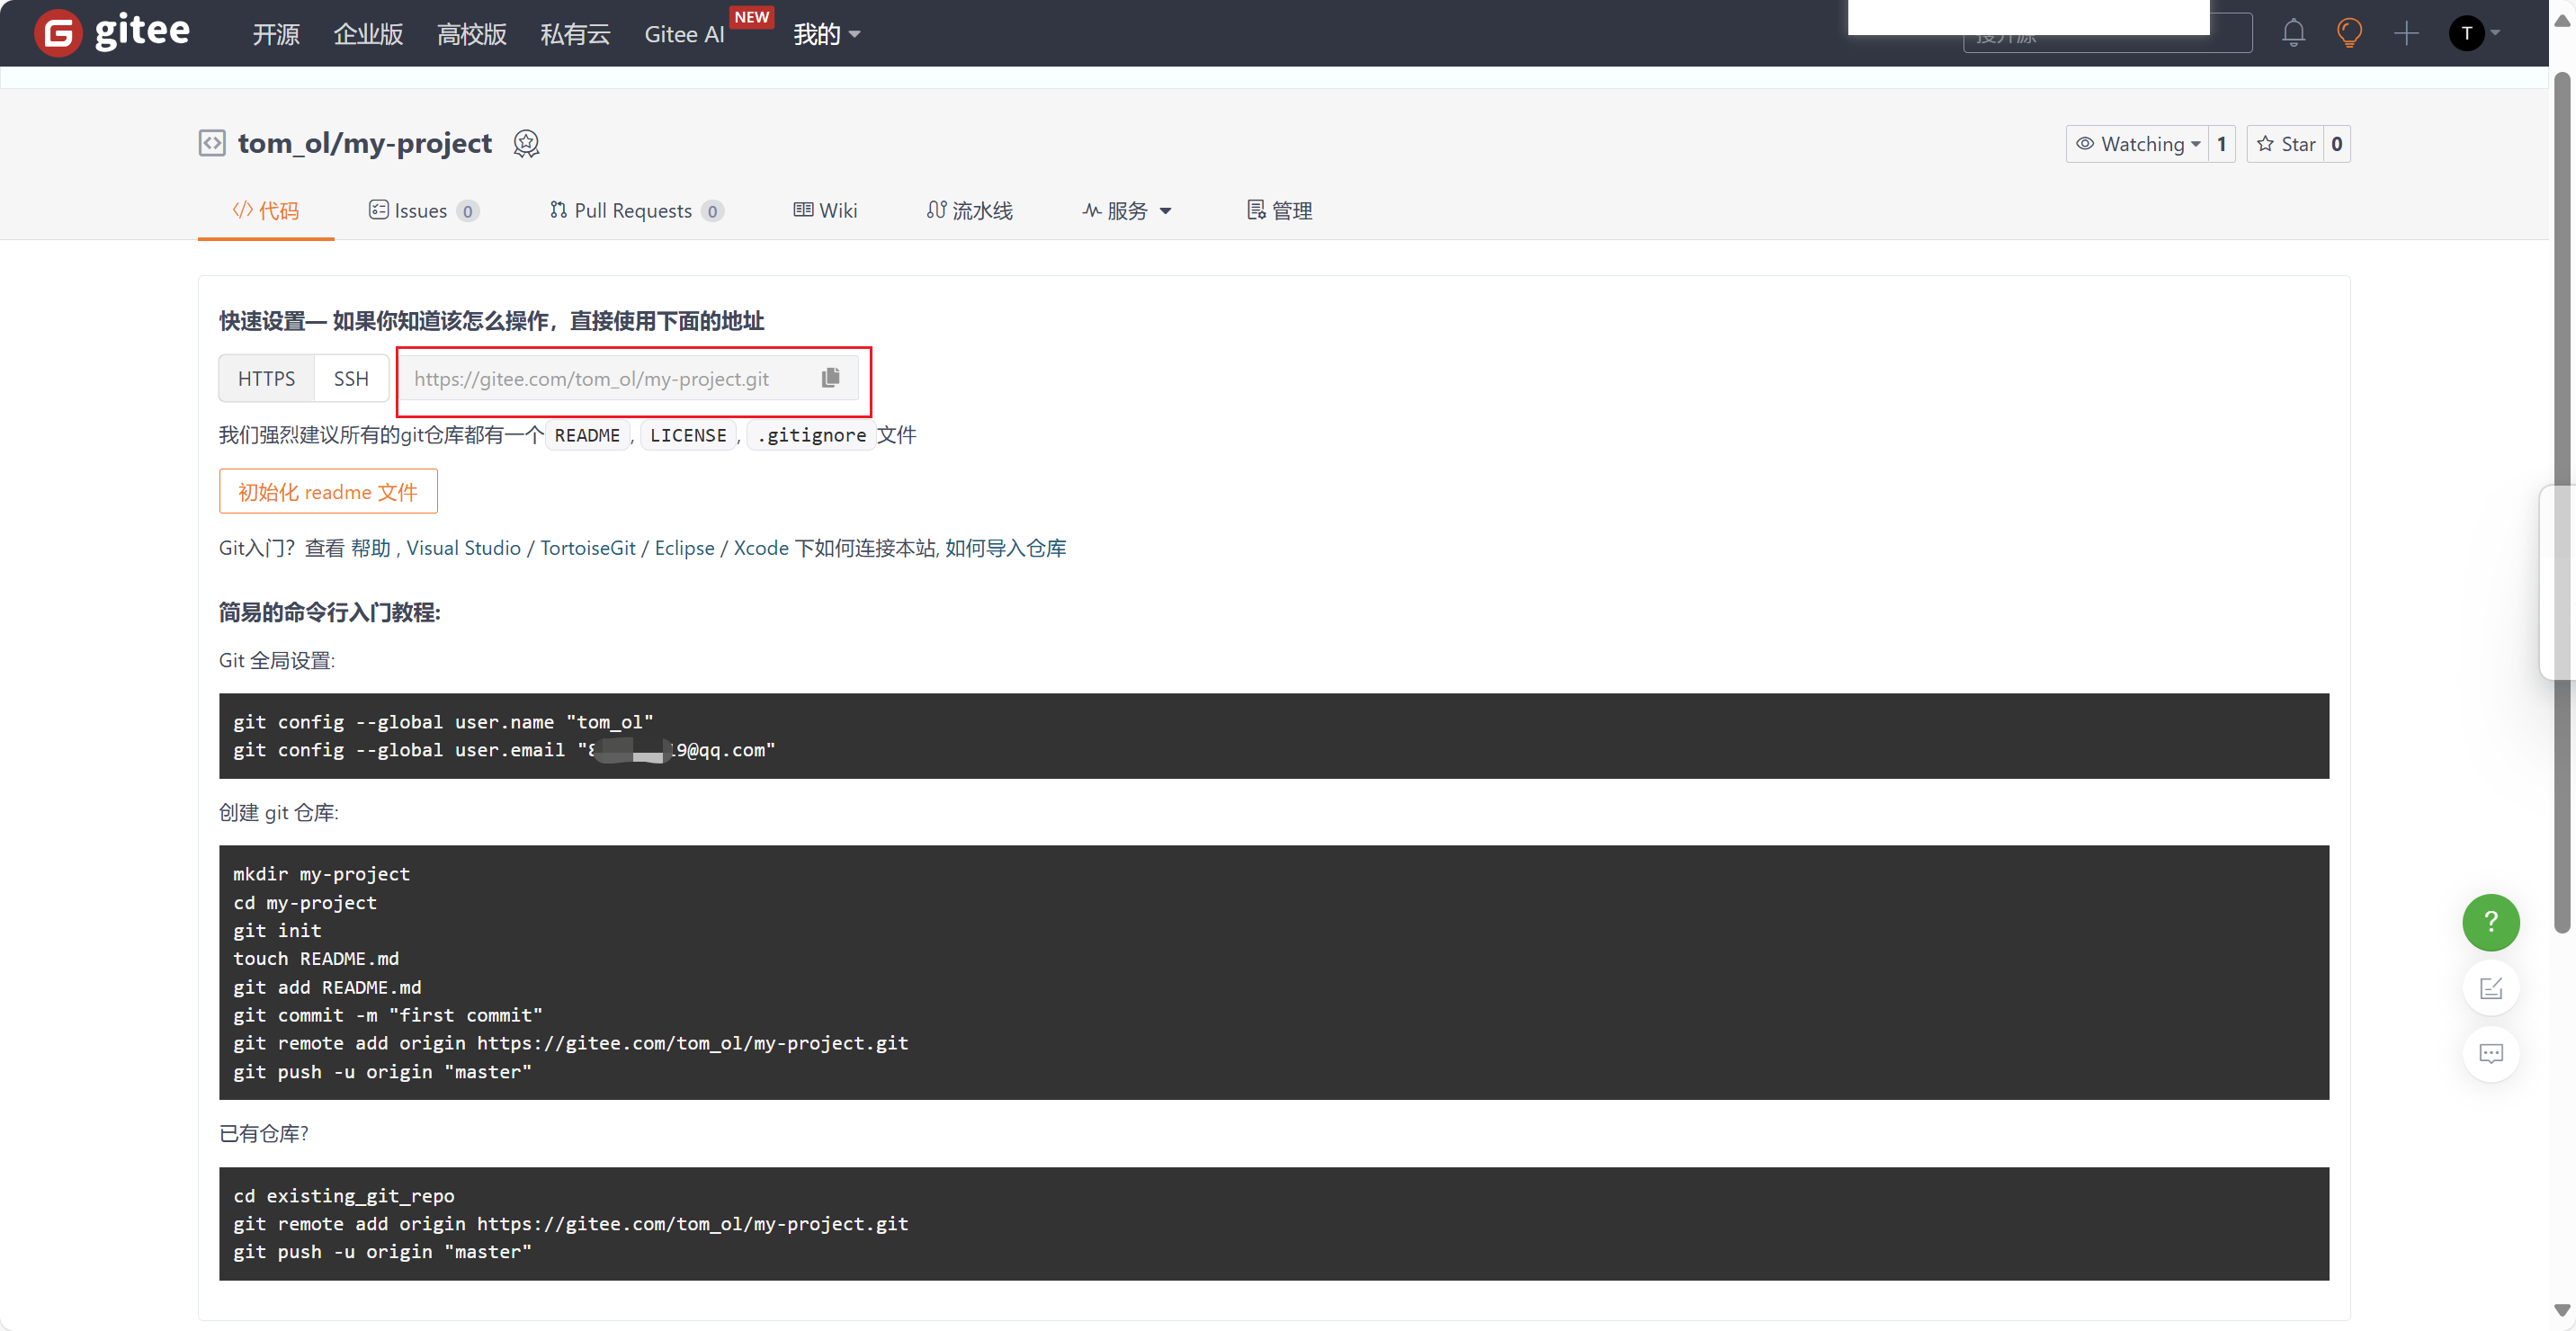 gitee 开源 企业版 高校版 私有云 Gitee AI NEW 我的 T
tom_ol/my-project Watching 1 Star 0
代码 Issues 0 Pull Requests 0 Wiki 流水线 服务 管理
快速设置— 如果你知道该怎么操作，直接使用下面的地址
HTTPS SSH https://gitee.com/tom_ol/my-project.git
我们强烈建议所有的git仓库都有一个 README , LICENSE , .gitignore 文件
初始化 readme 文件
Git入门？查看 帮助 , Visual Studio / TortoiseGit / Eclipse / Xcode 下如何连接本站, 如何导入仓库
简易的命令行入门教程:
Git 全局设置:
git config --global user.name "tom_ol"
git config --global user.email "8 19@qq.com"
创建 git 仓库:
mkdir my-project
cd my-project
git init
touch README.md
git add README.md
git commit -m "first commit"
git remote add origin https://gitee.com/tom_ol/my-project.git
git push -u origin "master"
已有仓库?
cd existing_git_repo
git remote add origin https://gitee.com/tom_ol/my-project.git
git push -u origin "master"
?